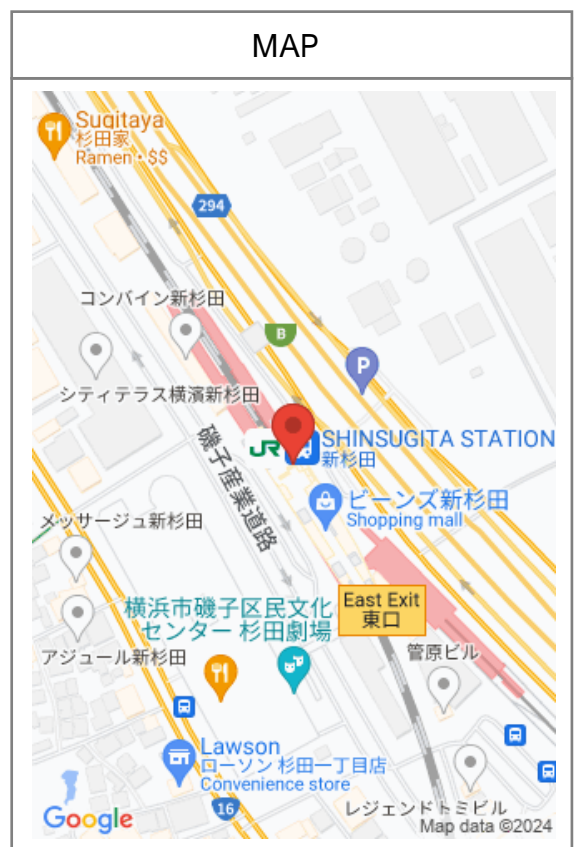 MAP
Sugitaya
杉田家
Ramen・$$
294
コンバイン新杉田
B
P
シティテラス横濱新杉田
JR
SHINSUGITA STATION
新杉田
磯子産業道路
ビーンズ新杉田
Shopping mall
メッサージュ新杉田
East Exit
東口
横浜市磯子区民文化
センター 杉田劇場
アジュール新杉田
管原ビル
Lawson
ローソン 杉田一丁目店
Convenience store
16
レジェンドトミビル
Google
Map data ©2024